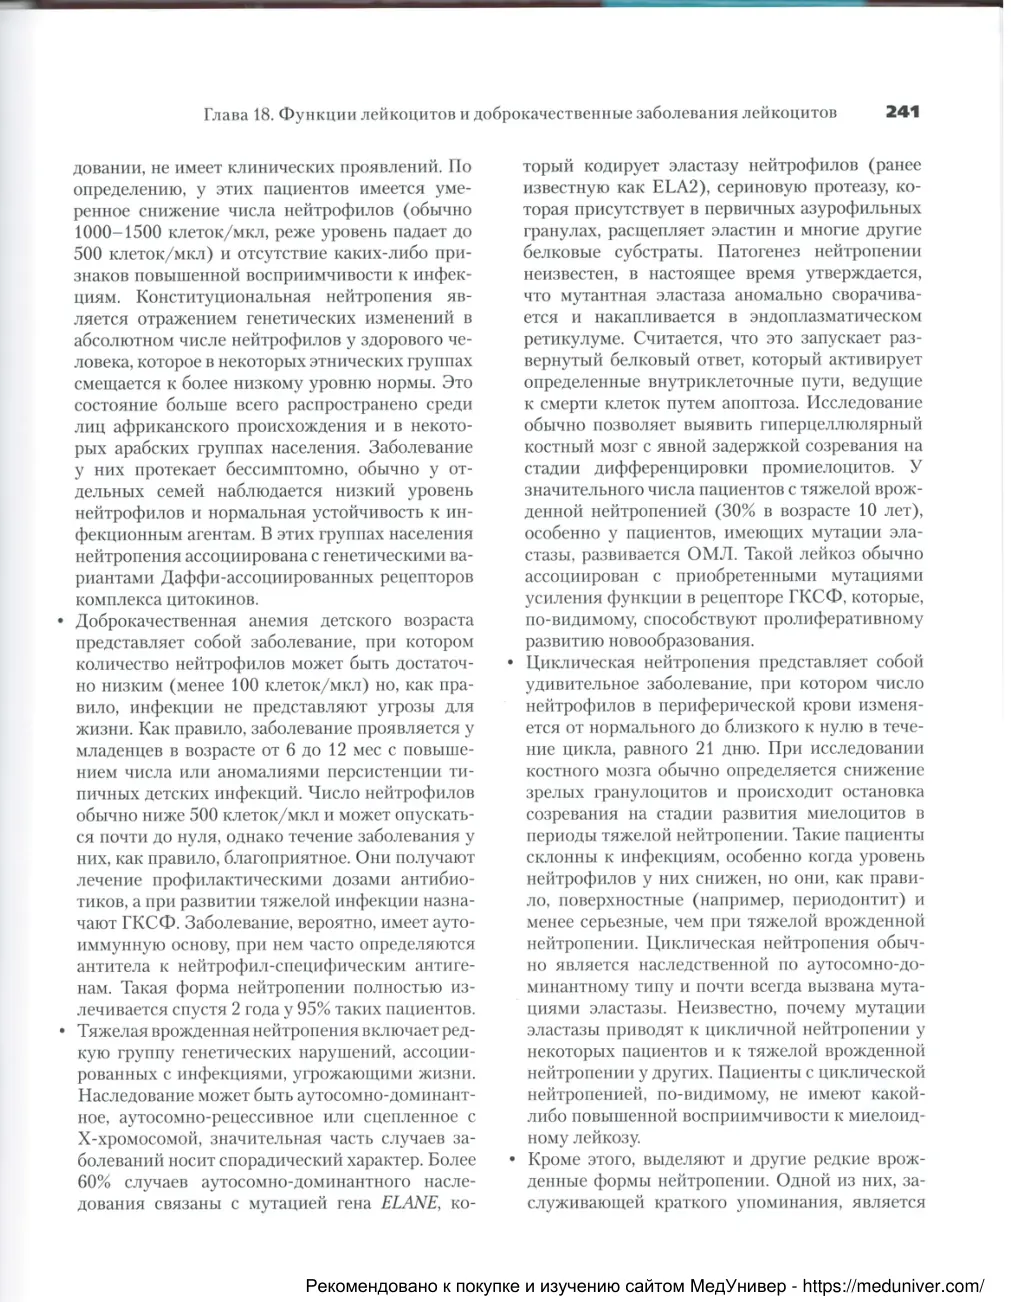 Глава 18. Функции лейкоцитов и доброкачественные заболевания лейкоцитов 241
довании, не имеет клинических проявлений. По
определению, у этих пациентов имеется уме-
ренное снижение числа нейтрофилов (обычно
1000–1500 клеток/мкл, реже уровень падает до
500 клеток/мкл) и отсутствие каких-либо при-
знаков повышенной восприимчивости к инфек-
циям. Конституциональная нейтропения яв-
ляется отражением генетических изменений в
абсолютном числе нейтрофилов у здорового че-
ловека, которое в некоторых этнических группах
смещается к более низкому уровню нормы. Это
состояние больше всего распространено среди
лиц африканского происхождения и в некото-
рых арабских группах населения. Заболевание
у них протекает бессимптомно, обычно у от-
дельных семей наблюдается низкий уровень
нейтрофилов и нормальная устойчивость к ин-
фекционным агентам. В этих группах населения
нейтропения ассоциирована с генетическими ва-
риантами Даффи-ассоциированных рецепторов
комплекса цитокинов.
• Доброкачественная анемия детского возраста
представляет собой заболевание, при котором
количество нейтрофилов может быть достаточ-
но низким (менее 100 клеток/мкл) но, как пра-
вило, инфекции не представляют угрозы для
жизни. Как правило, заболевание проявляется у
младенцев в возрасте от 6 до 12 мес с повыше-
нием числа или аномалиями персистенции ти-
пичных детских инфекций. Число нейтрофилов
обычно ниже 500 клеток/мкл и может опускать-
ся почти до нуля, однако течение заболевания у
них, как правило, благоприятное. Они получают
лечение профилактическими дозами антибио-
тиков, а при развитии тяжелой инфекции назна-
чают ГКСФ. Заболевание, вероятно, имеет ауто-
иммунную основу, при нем часто определяются
антитела к нейтрофил-специфическим антиге-
нам. Такая форма нейтропении полностью из-
лечивается спустя 2 года у 95% таких пациентов.
• Тяжелая врожденная нейтропения включает ред-
кую группу генетических нарушений, ассоции-
рованных с инфекциями, угрожающими жизни.
Наследование может быть аутосомно-доминант-
ное, аутосомно-рецессивное или сцепленное с
X-хромосомой, значительная часть случаев за-
болеваний носит спорадический характер. Более
60% случаев аутосомно-доминантного насле-
дования связаны с мутацией гена ELANE, ко-
торый кодирует эластазу нейтрофилов (ранее
известную как ELA2), сериновую протеазу, ко-
торая присутствует в первичных азурофильных
гранулах, расщепляет эластин и многие другие
белковые субстраты. Патогенез нейтропении
неизвестен, в настоящее время утверждается,
что мутантная эластаза аномально сворачива-
ется и накапливается в эндоплазматическом
ретикулуме. Считается, что это запускает раз-
вернутый белковый ответ, который активирует
определенные внутриклеточные пути, ведущие
к смерти клеток путем апоптоза. Исследование
обычно позволяет выявить гиперцеллюлярный
костный мозг с явной задержкой созревания на
стадии дифференцировки промиелоцитов. У
значительного числа пациентов с тяжелой врож-
денной нейтропенией (30% в возрасте 10 лет),
особенно у пациентов, имеющих мутации эла-
стазы, развивается ОМЛ. Такой лейкоз обычно
ассоциирован с приобретенными мутациями
усиления функции в рецепторе ГКСФ, которые,
по-видимому, способствуют пролиферативному
развитию новообразования.
• Циклическая нейтропения представляет собой
удивительное заболевание, при котором число
нейтрофилов в периферической крови изменя-
ется от нормального до близкого к нулю в тече-
ние цикла, равного 21 дню. При исследовании
костного мозга обычно определяется снижение
зрелых гранулоцитов и происходит остановка
созревания на стадии развития миелоцитов в
периоды тяжелой нейтропении. Такие пациенты
склонны к инфекциям, особенно когда уровень
нейтрофилов у них снижен, но они, как прави-
ло, поверхностные (например, периодонтит) и
менее серьезные, чем при тяжелой врожденной
нейтропении. Циклическая нейтропения обыч-
но является наследственной по аутосомно-до-
минантному типу и почти всегда вызвана мута-
циями эластазы. Неизвестно, почему мутации
эластазы приводят к цикличной нейтропении у
некоторых пациентов и к тяжелой врожденной
нейтропении у других. Пациенты с циклической
нейтропенией, по-видимому, не имеют какой-
либо повышенной восприимчивости к миелоид-
ному лейкозу.
• Кроме этого, выделяют и другие редкие врож-
денные формы нейтропении. Одной из них, за-
служивающей краткого упоминания, является
Рекомендовано к покупке и изучению сайтом МедУнивер - https://meduniver.com/